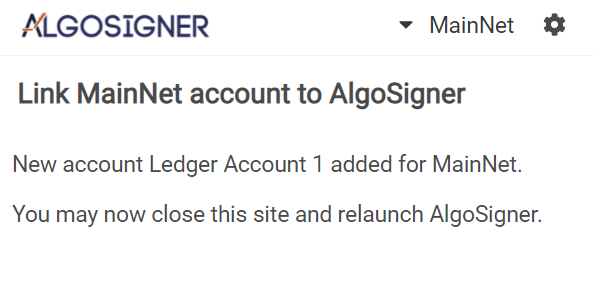 ALGOSIGNER
MainNet
Link MainNet account to AlgoSigner
New account Ledger Account 1 added for MainNet.
You may now close this site and relaunch AlgoSigner.